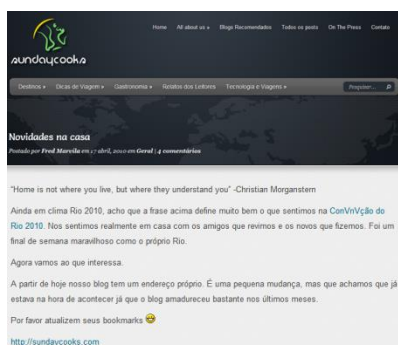 Home All about us » Blogs Recomendados Todos os posts On The Press Contato
sundaycooks
Destinos » Dicas de Viagem » Gastronomia » Relatos dos Leitores Tecnologia e Viagens » Pesquisar...
Novidades na casa
Postado por Fred Marvila em 17 abril, 2010 em Geral | 4 comentários
"Home is not where you live, but where they understand you" -Christian Morganstern
Ainda em clima Rio 2010, acho que a frase acima define muito bem o que sentimos na ConVnVção do
Rio 2010. Nos sentimos realmente em casa com os amigos que revimos e os novos que fizemos. Foi um
final de semana maravilhoso como o próprio Rio.
Agora vamos ao que interessa.
A partir de hoje nosso blog tem um endereço próprio. É uma pequena mudança, mas que achamos que já
estava na hora de acontecer já que o blog amadureceu bastante nos últimos meses.
Por favor atualizem seus bookmarks
http://sundaycooks.com